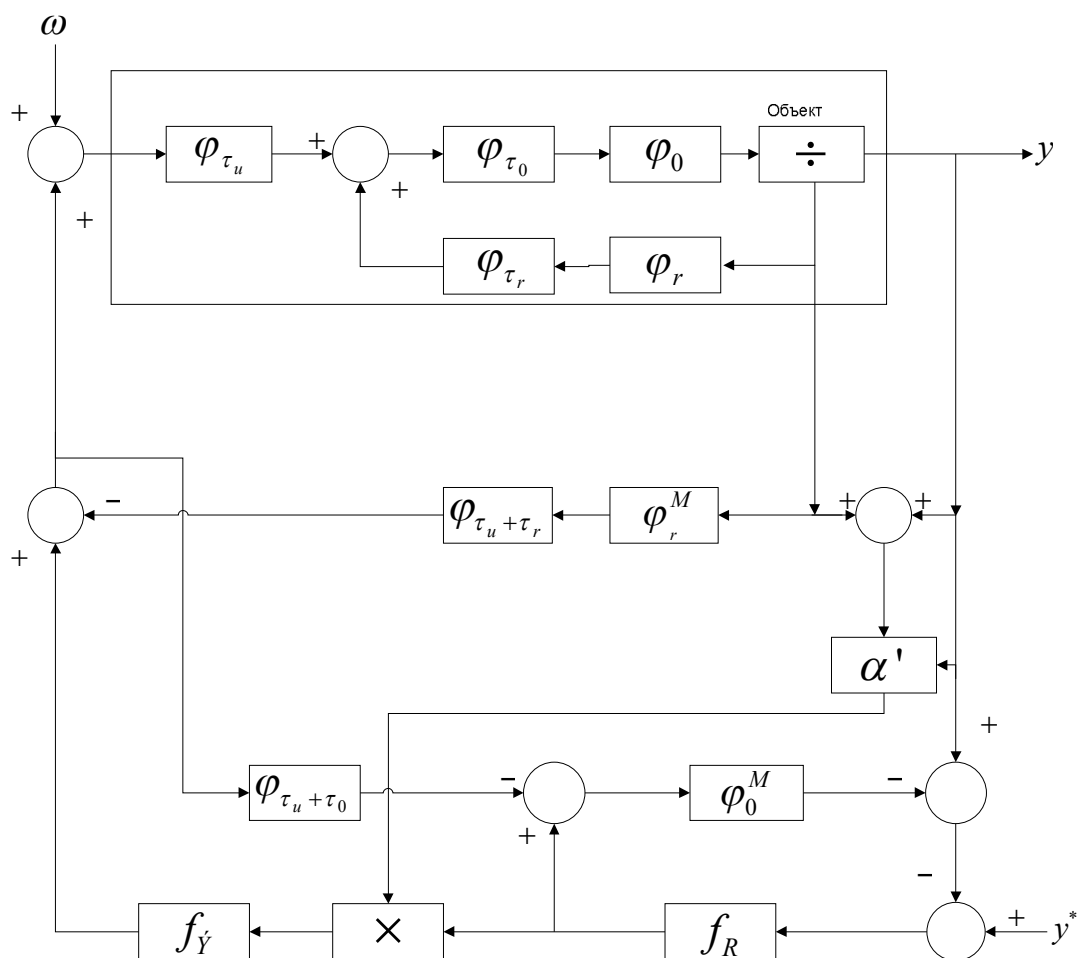 ω
+
Объект
+ φ_{τ_u} + φ_{τ_0} φ_0 ÷ y
+
φ_{τ_r} φ_r
− φ_{τ_u+τ_r} φ_r^M + +
+
α'
+
φ_{τ_u+τ_0} − φ_0^M −
+
−
f_Ý × f_R + y*